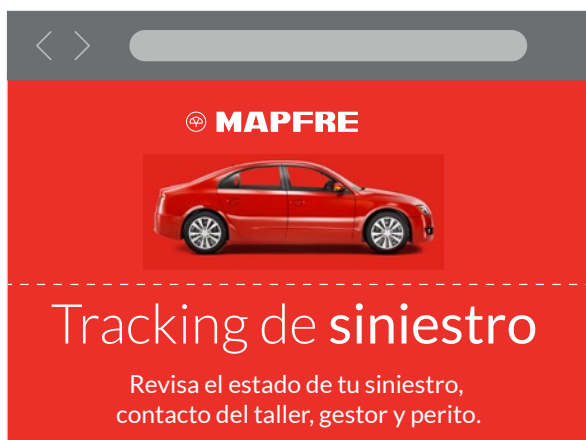 MAPFRE
Tracking de siniestro
Revisa el estado de tu siniestro,
contacto del taller, gestor y perito.